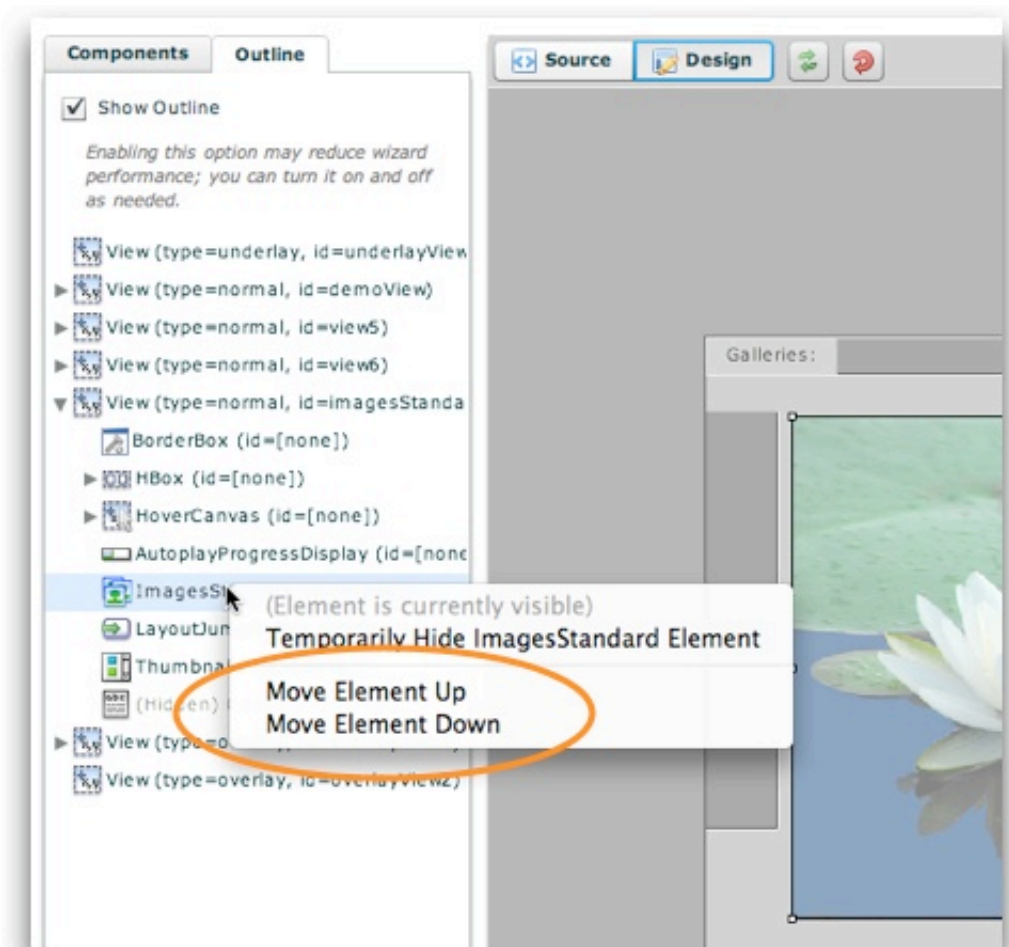 Components
Outline
Source
Design
Show Outline
Enabling this option may reduce wizard
performance; you can turn it on and off
as needed.
View (type=underlay, id=underlayView
View (type=normal, id=demoView)
View (type=normal, id=view5)
View (type=normal, id=view6)
View (type=normal, id=imagesStanda
BorderBox (id=[none])
HBox (id=[none])
HoverCanvas (id=[none])
AutoplayProgressDisplay (id=[none
ImagesSt
LayoutJum
Thumbna
(Hidden)
View (type=o
View (type=overlay, id=overlayView2)
(Element is currently visible)
Temporarily Hide ImagesStandard Element
Move Element Up
Move Element Down
Galleries: